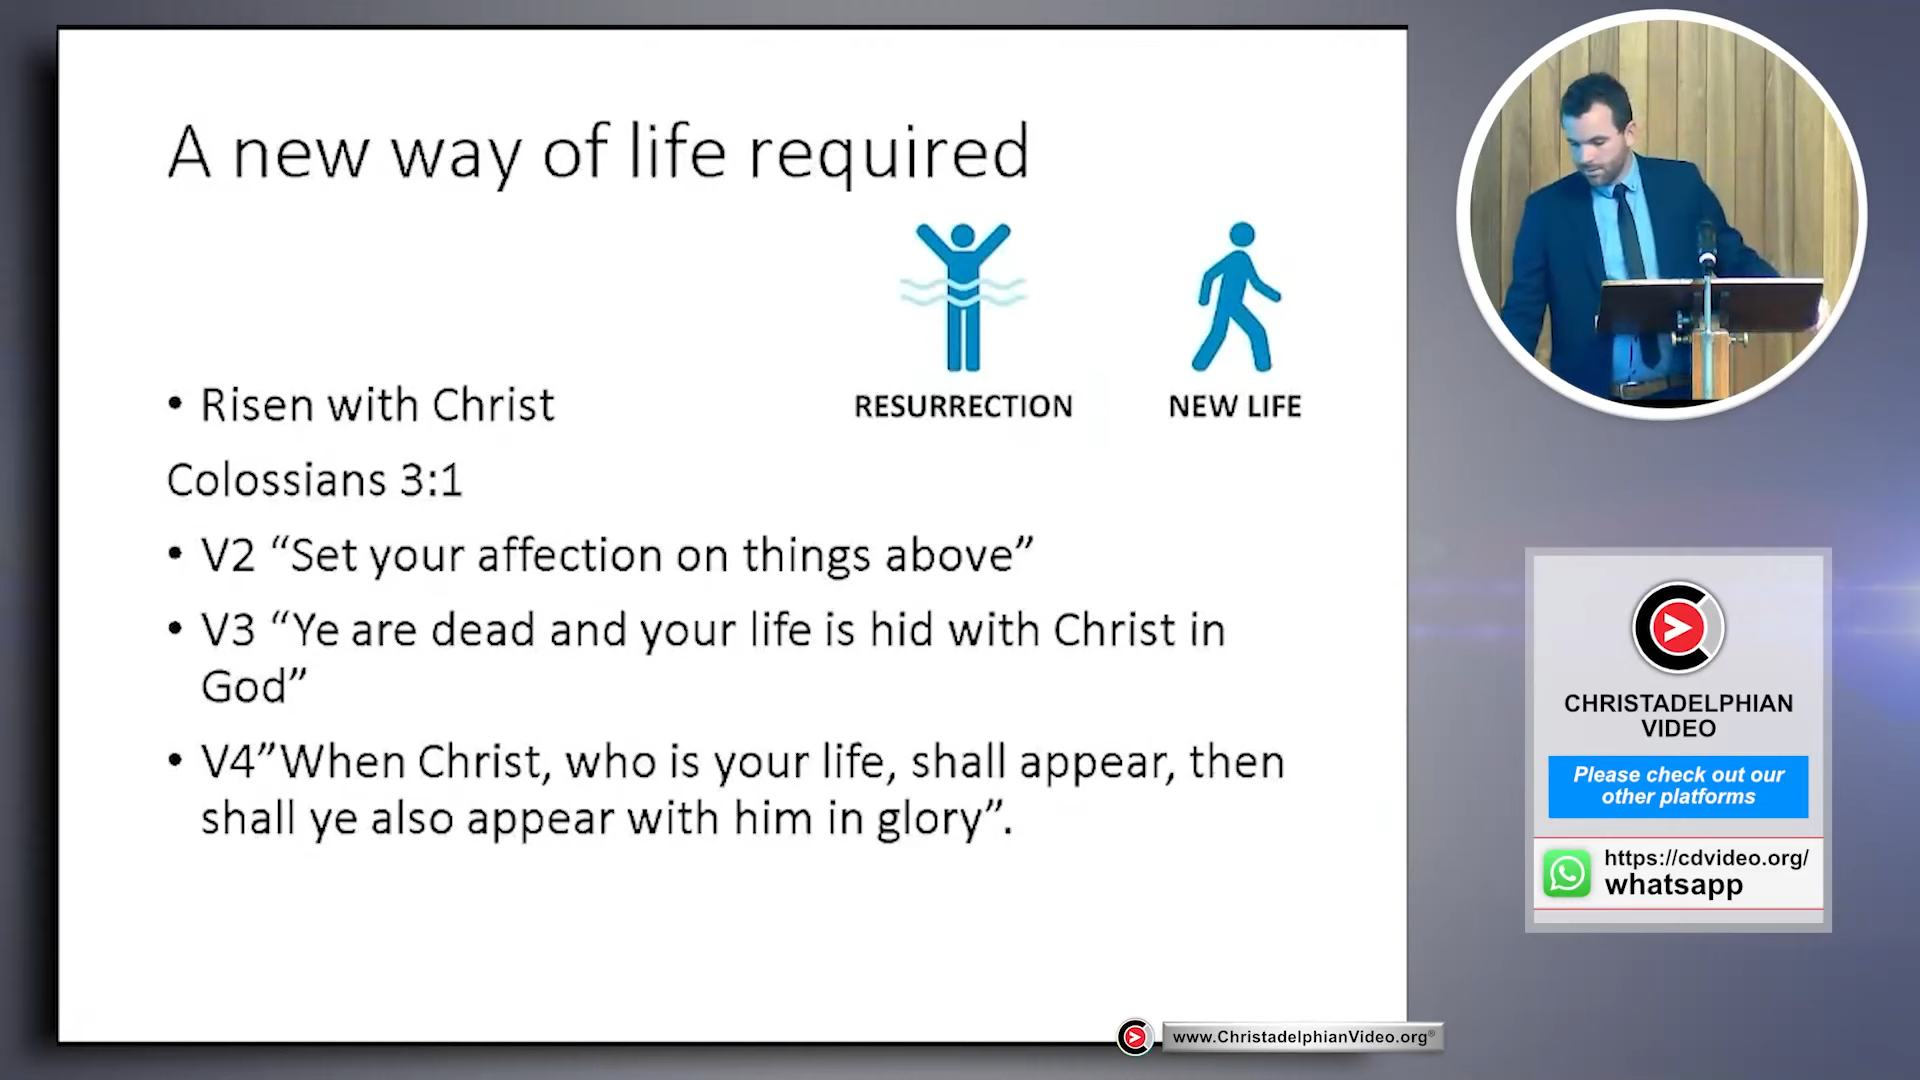 A new way of life required
RESURRECTION
NEW LIFE
• Risen with Christ
Colossians 3:1
• V2 “Set your affection on things above”
• V3 “Ye are dead and your life is hid with Christ in
God”
• V4”When Christ, who is your life, shall appear, then
shall ye also appear with him in glory”.
CHRISTADELPHIAN
VIDEO
Please check out our
other platforms
https://cdvideo.org/
whatsapp
www.ChristadelphianVideo.org®